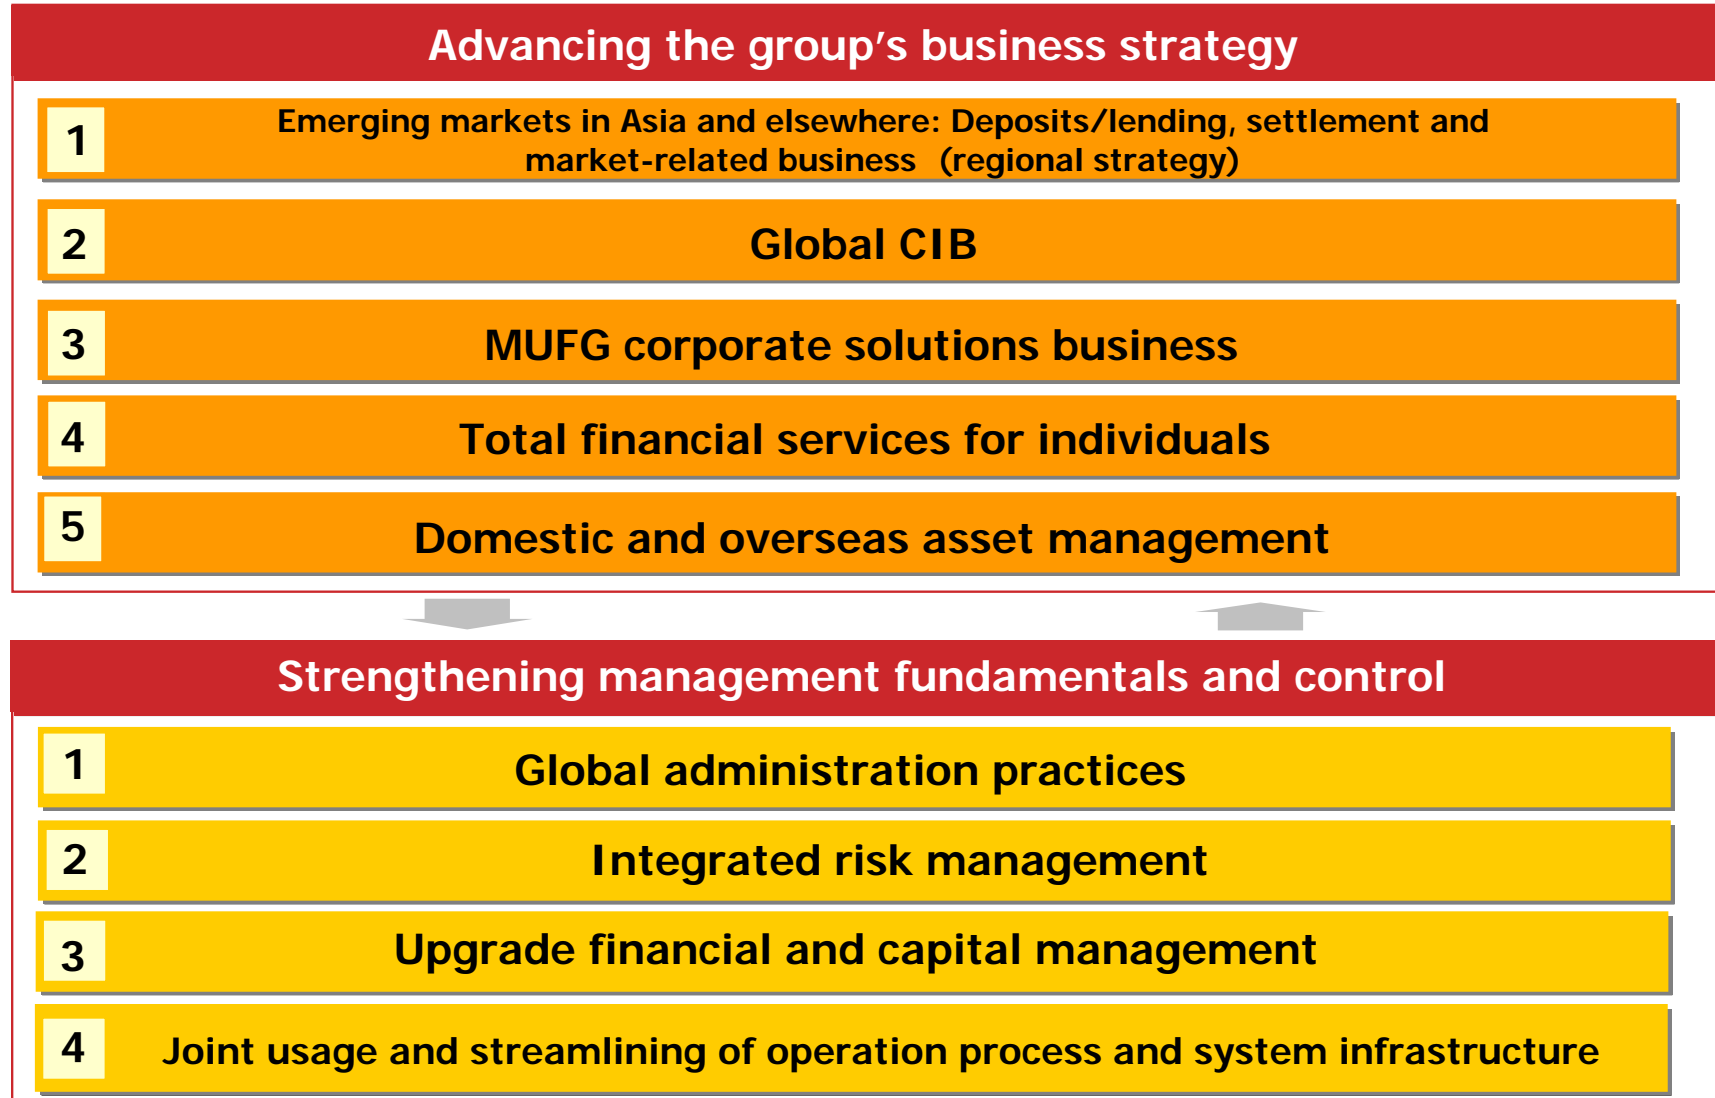 Advancing the group's business strategy
1
Emerging markets in Asia and elsewhere: Deposits/lending, settlement and
market-related business (regional strategy)
2
Global CIB
3
MUFG corporate solutions business
4
Total financial services for individuals
5
Domestic and overseas asset management
Strengthening management fundamentals and control
1
Global administration practices
2
Integrated risk management
3
Upgrade financial and capital management
4
Joint usage and streamlining of operation process and system infrastructure